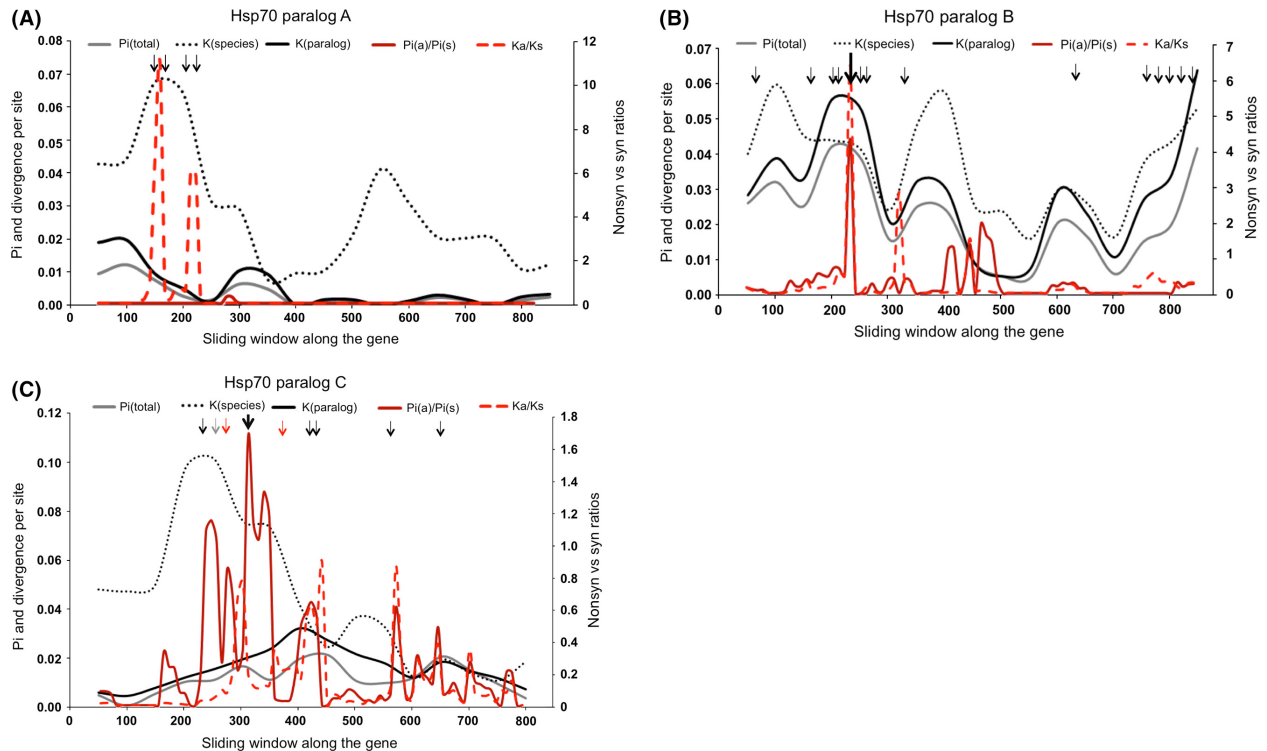 (A)
Hsp70 paralog A
Pi(total) K(species) K(paralog) Pi(a)/Pi(s) Ka/Ks
Pi and divergence per site
0.08
0.07
0.06
0.05
0.04
0.03
0.02
0.01
0.00
0 100 200 300 400 500 600 700 800
Sliding window along the gene
12
10
8
6
4
2
0
Nonsyn vs syn ratios
(B)
Hsp70 paralog B
Pi(total) K(species) K(paralog) Pi(a)/Pi(s) Ka/Ks
Pi and divergence per site
0.07
0.06
0.05
0.04
0.03
0.02
0.01
0.00
0 100 200 300 400 500 600 700 800
Sliding window along the gene
7
6
5
4
3
2
1
0
Nonsyn vs syn ratios
(C)
Hsp70 paralog C
Pi(total) K(species) K(paralog) Pi(a)/Pi(s) Ka/Ks
Pi and divergence per site
0.12
0.10
0.08
0.06
0.04
0.02
0.00
0 100 200 300 400 500 600 700 800
Sliding window along the gene
1.8
1.6
1.4
1.2
1.0
0.8
0.6
0.4
0.2
0
Nonsyn vs syn ratios